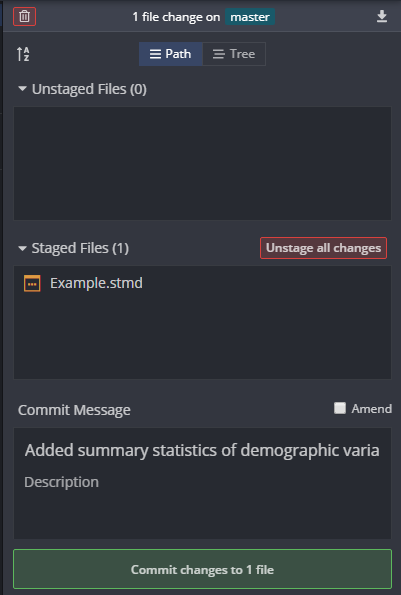 1 file change on master
A
Z
Path Tree
Unstaged Files (0)
Staged Files (1) Unstage all changes
Example.stmd
Commit Message Amend
Added summary statistics of demographic varia
Description
Commit changes to 1 file